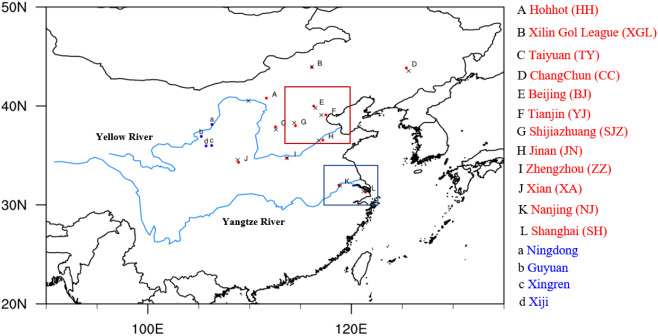 50N
40N
30N
20N
100E
120E
Yellow River
Yangtze River
A
B
C
D
E
F
G
H
I
J
K
L
a
b
d c
A Hohhot (HH)
B Xilin Gol League (XGL)
C Taiyuan (TY)
D ChangChun (CC)
E Beijing (BJ)
F Tianjin (YJ)
G Shijiazhuang (SJZ)
H Jinan (JN)
I Zhengzhou (ZZ)
J Xian (XA)
K Nanjing (NJ)
L Shanghai (SH)
a Ningdong
b Guyuan
c Xingren
d Xiji